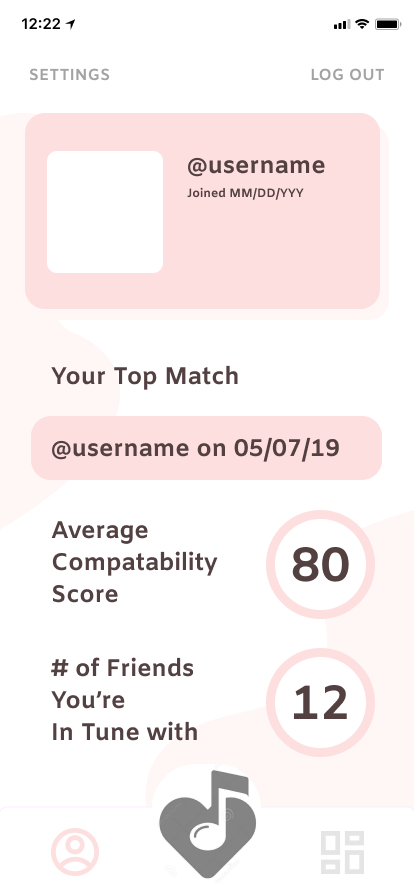 12:22
SETTINGS
LOG OUT
@username
Joined MM/DD/YYY
Your Top Match
@username on 05/07/19
Average
Compatability
Score
80
# of Friends
You’re
In Tune with
12